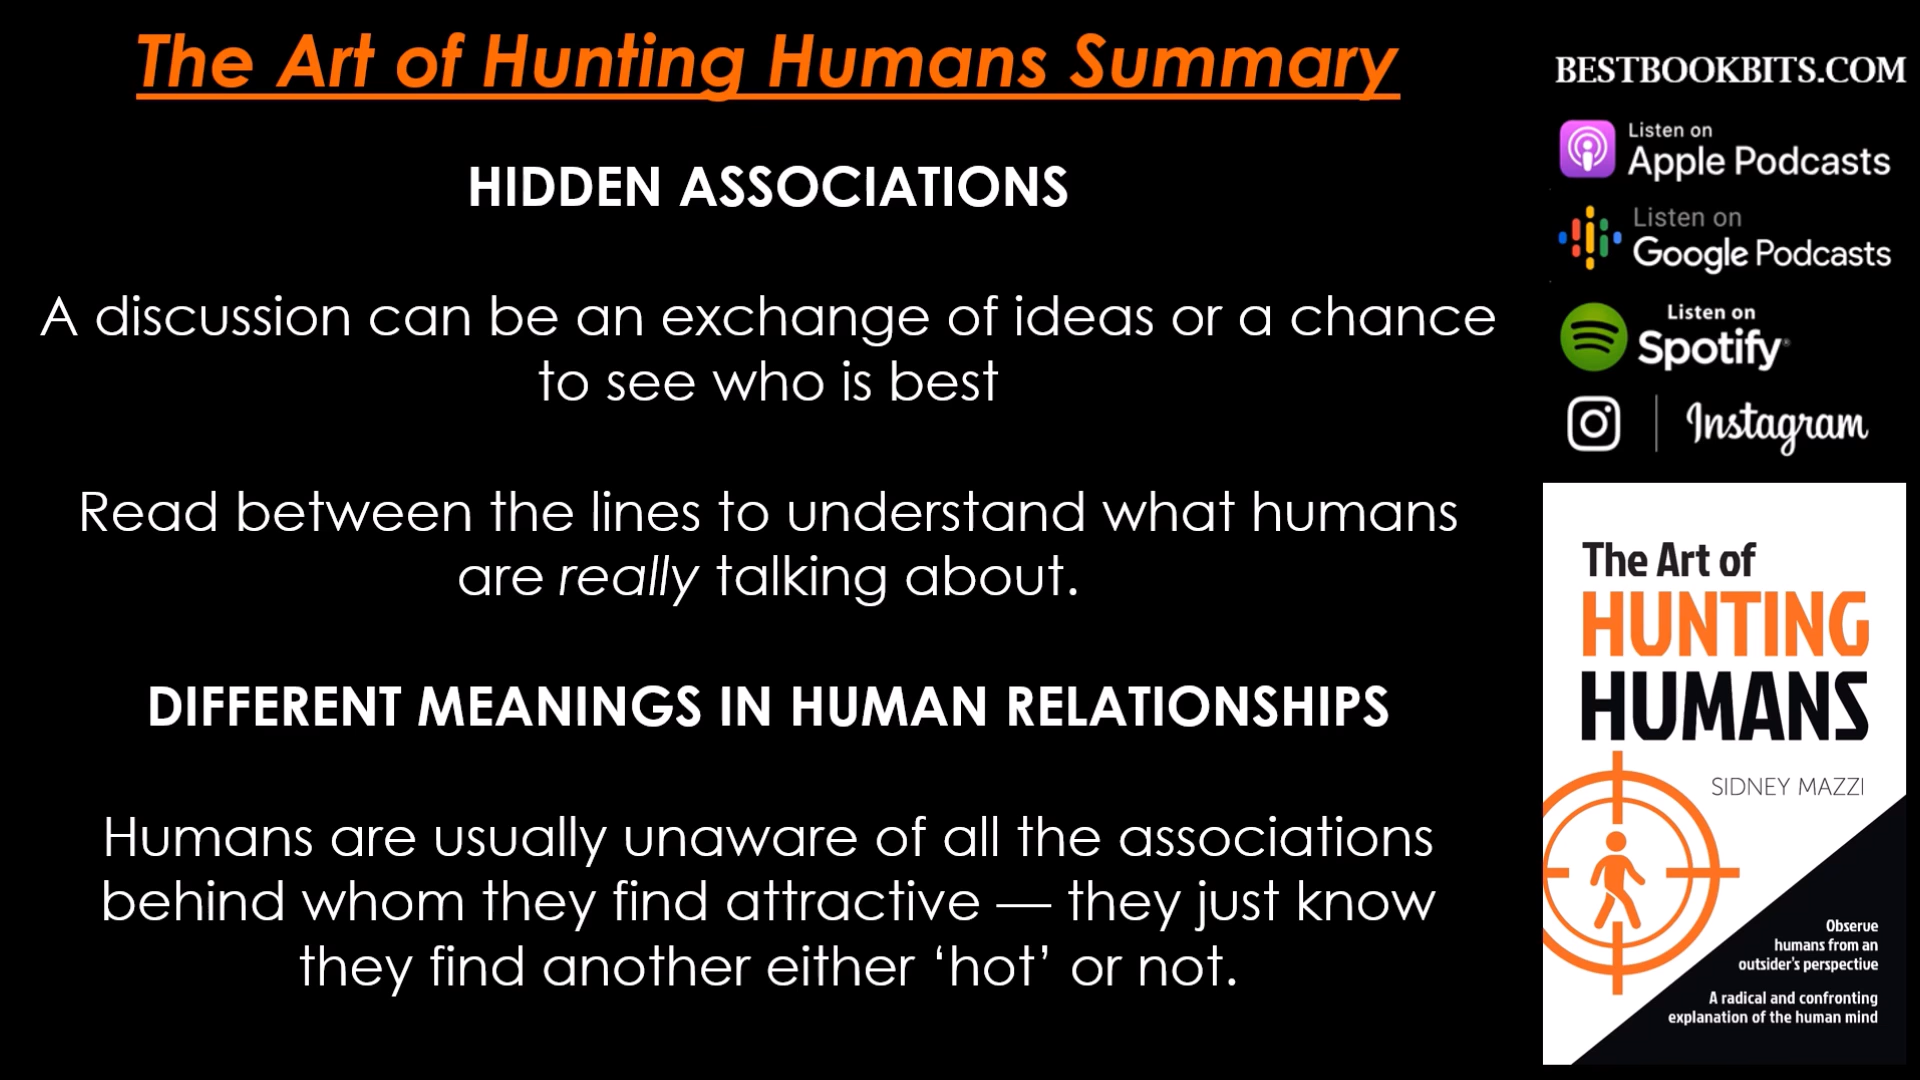 The Art of Hunting Humans Summary
HIDDEN ASSOCIATIONS
A discussion can be an exchange of ideas or a chance
to see who is best
Read between the lines to understand what humans
are really talking about.
DIFFERENT MEANINGS IN HUMAN RELATIONSHIPS
Humans are usually unaware of all the associations
behind whom they find attractive — they just know
they find another either ‘hot’ or not.
BESTBOOKBITS.COM
Listen on
Apple Podcasts
Listen on
Google Podcasts
Listen on
Spotify
Instagram
The Art of
HUNTING
HUMANS
SIDNEY MAZZI
Observe
humans from an
outsider's perspective
A radical and confronting
explanation of the human mind